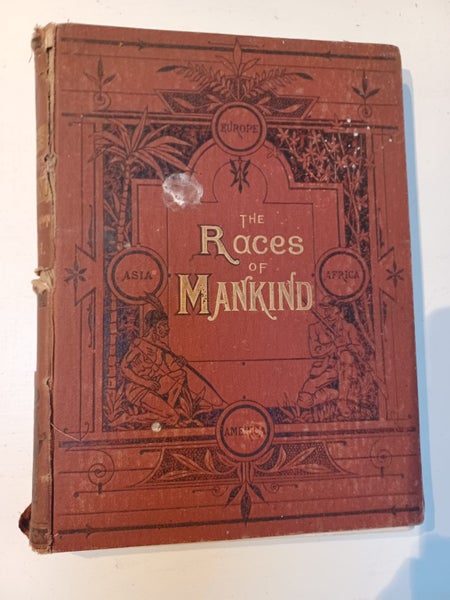 EUROPE
THE
RACES
OF
MANKIND
ASIA
AFRICA
AMERICA